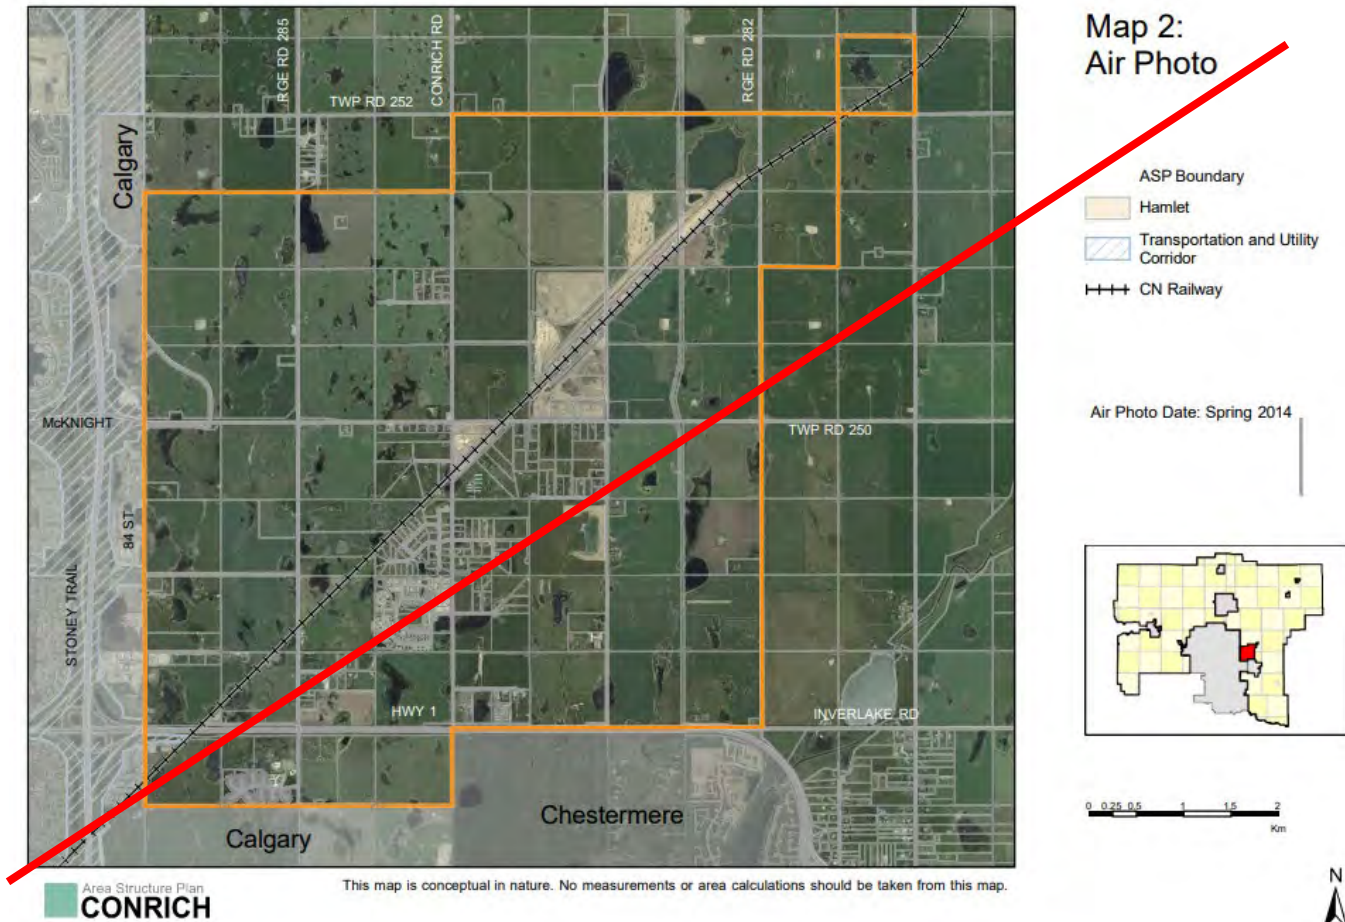 Map 2:
Air Photo
RGE RD 285
CONRICH RD
RGE RD 282
TWP RD 252
Calgary
ASP Boundary
Hamlet
Transportation and Utility
Corridor
CN Railway
McKNIGHT
TWP RD 250
Air Photo Date: Spring 2014
84 ST
STONEY TRAIL
HWY 1
INVERLAKE RD
Chestermere
Calgary
0 0.25 0.5 1 1.5 2
Km
N
Area Structure Plan
CONRICH
This map is conceptual in nature. No measurements or area calculations should be taken from this map.